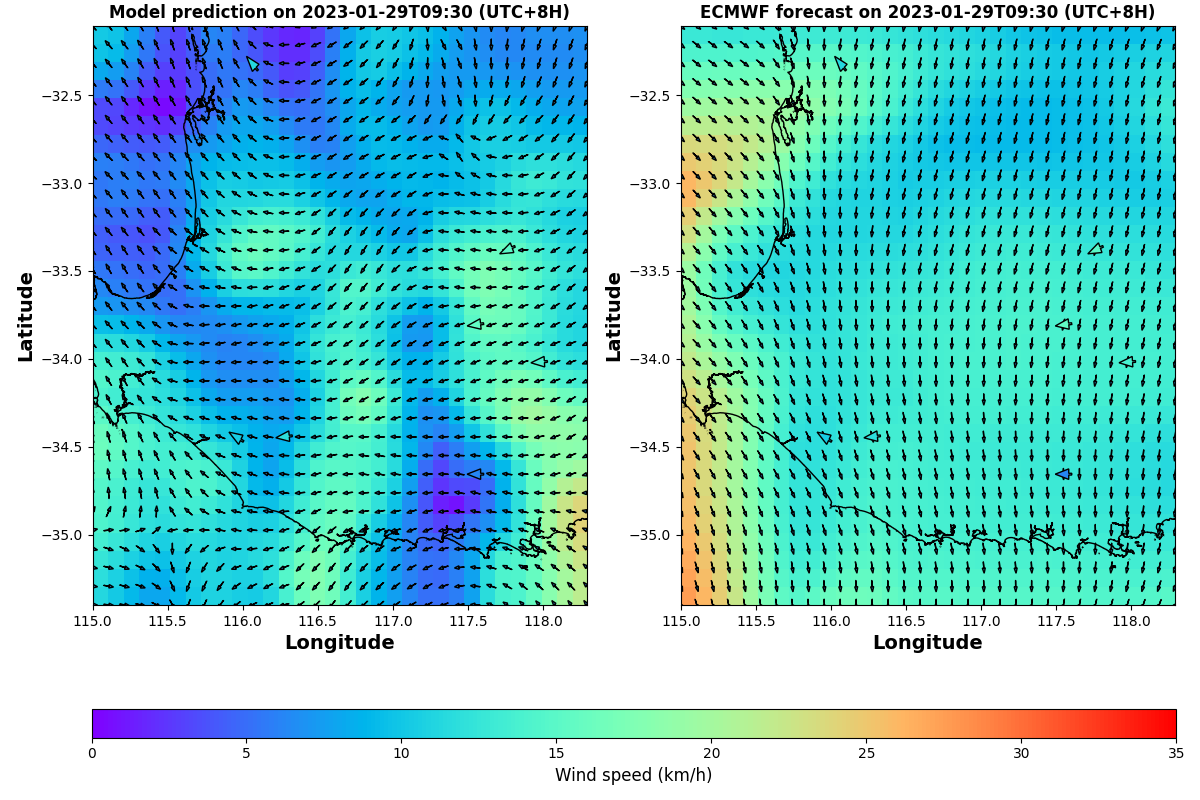 Model prediction on 2023-01-29T09:30 (UTC+8H)
ECMWF forecast on 2023-01-29T09:30 (UTC+8H)
−32.5
−33.0
−33.5
−34.0
−34.5
−35.0
Latitude
115.0 115.5 116.0 116.5 117.0 117.5 118.0
Longitude
−32.5
−33.0
−33.5
−34.0
−34.5
−35.0
Latitude
115.0 115.5 116.0 116.5 117.0 117.5 118.0
Longitude
0 5 10 15 20 25 30 35
Wind speed (km/h)